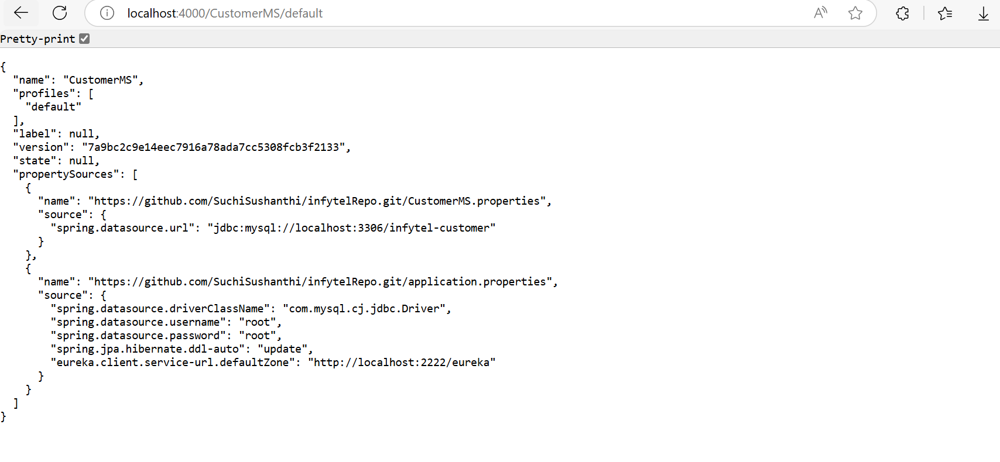 localhost:4000/CustomerMS/default
Pretty-print
{
  "name": "CustomerMS",
  "profiles": [
    "default"
  ],
  "label": null,
  "version": "7a9bc2c9e14eec7916a78ada7cc5308fcb3f2133",
  "state": null,
  "propertySources": [
    {
      "name": "https://github.com/SuchiSushanthi/infytelRepo.git/CustomerMS.properties",
      "source": {
        "spring.datasource.url": "jdbc:mysql://localhost:3306/infytel-customer"
      }
    },
    {
      "name": "https://github.com/SuchiSushanthi/infytelRepo.git/application.properties",
      "source": {
        "spring.datasource.driverClassName": "com.mysql.cj.jdbc.Driver",
        "spring.datasource.username": "root",
        "spring.datasource.password": "root",
        "spring.jpa.hibernate.ddl-auto": "update",
        "eureka.client.service-url.defaultZone": "http://localhost:2222/eureka"
      }
    }
  ]
}